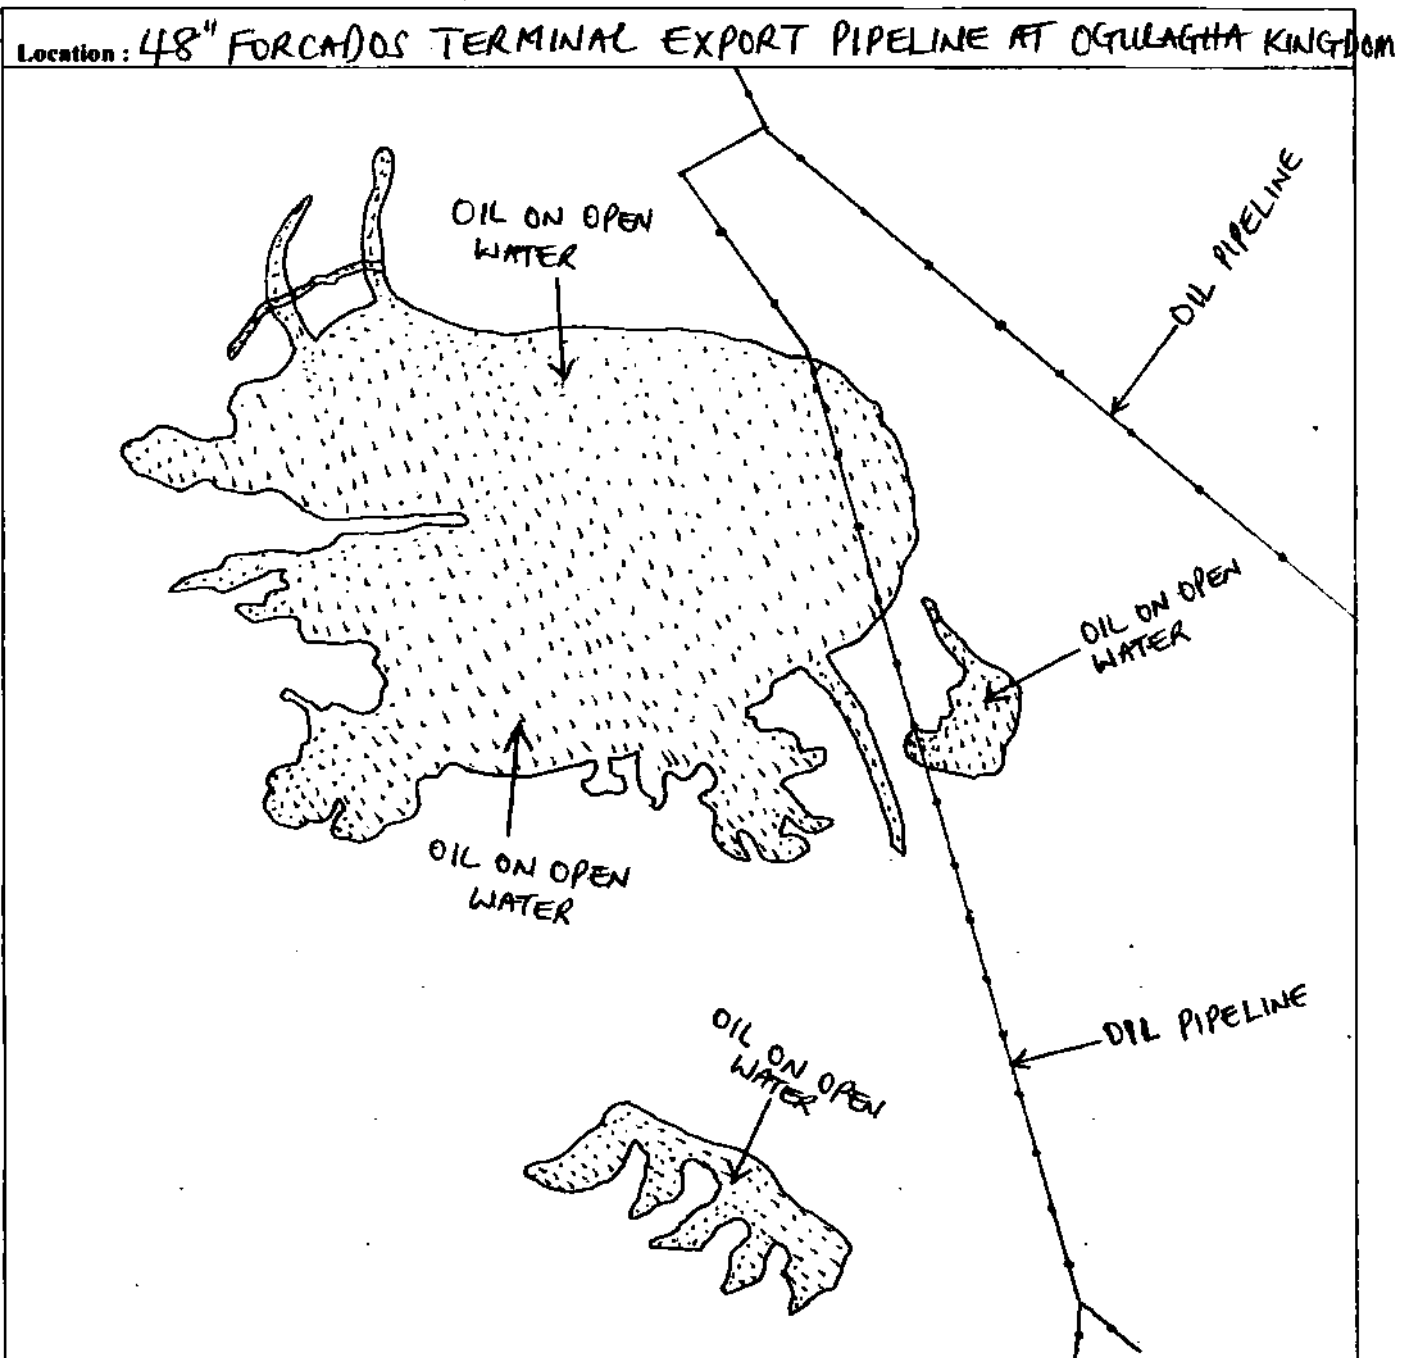 Location : 48" FORCADOS TERMINAL EXPORT PIPELINE AT OGULAGHA KINGDOM
OIL ON OPEN
WATER
OIL PIPELINE
OIL ON OPEN
WATER
OIL ON OPEN
WATER
OIL PIPELINE
OIL ON OPEN
WATER